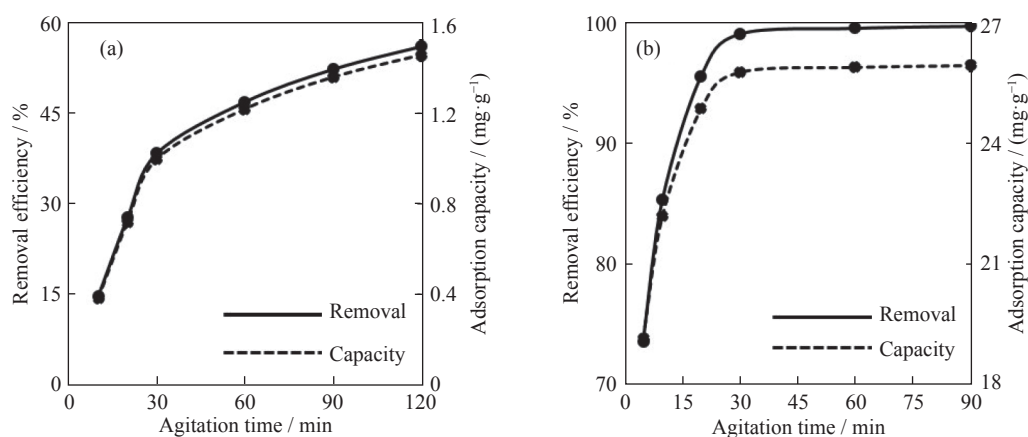 (a)
Removal efficiency / %
60
45
30
15
0
Adsorption capacity / (mg·g⁻¹)
1.6
1.2
0.8
0.4
0
Removal
Capacity
0 30 60 90 120
Agitation time / min
(b)
Removal efficiency / %
100
90
80
70
Adsorption capacity / (mg·g⁻¹)
27
24
21
18
Removal
Capacity
0 15 30 45 60 90
Agitation time / min